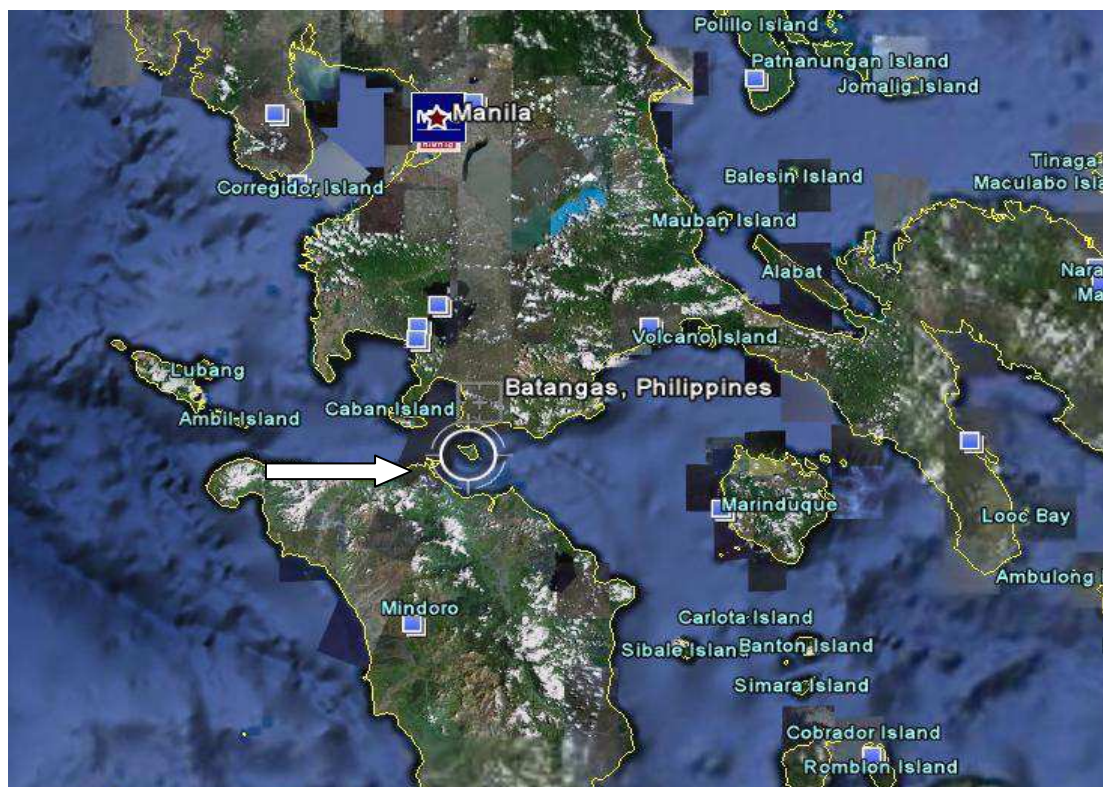 Polillo Island
Patnanungan Island
Jomalig Island
Manila
Corregidor Island
Balesin Island
Tinaga
Maculabo Isla
Mauban Island
Alabat
Nara
Ma
Volcano Island
Lubang
Batangas, Philippines
Caban Island
Ambil Island
Marinduque
Looc Bay
Ambulong I
Mindoro
Carlota Island
Sibale Island
Banton Island
Simara Island
Cobrador Island
Romblon Island